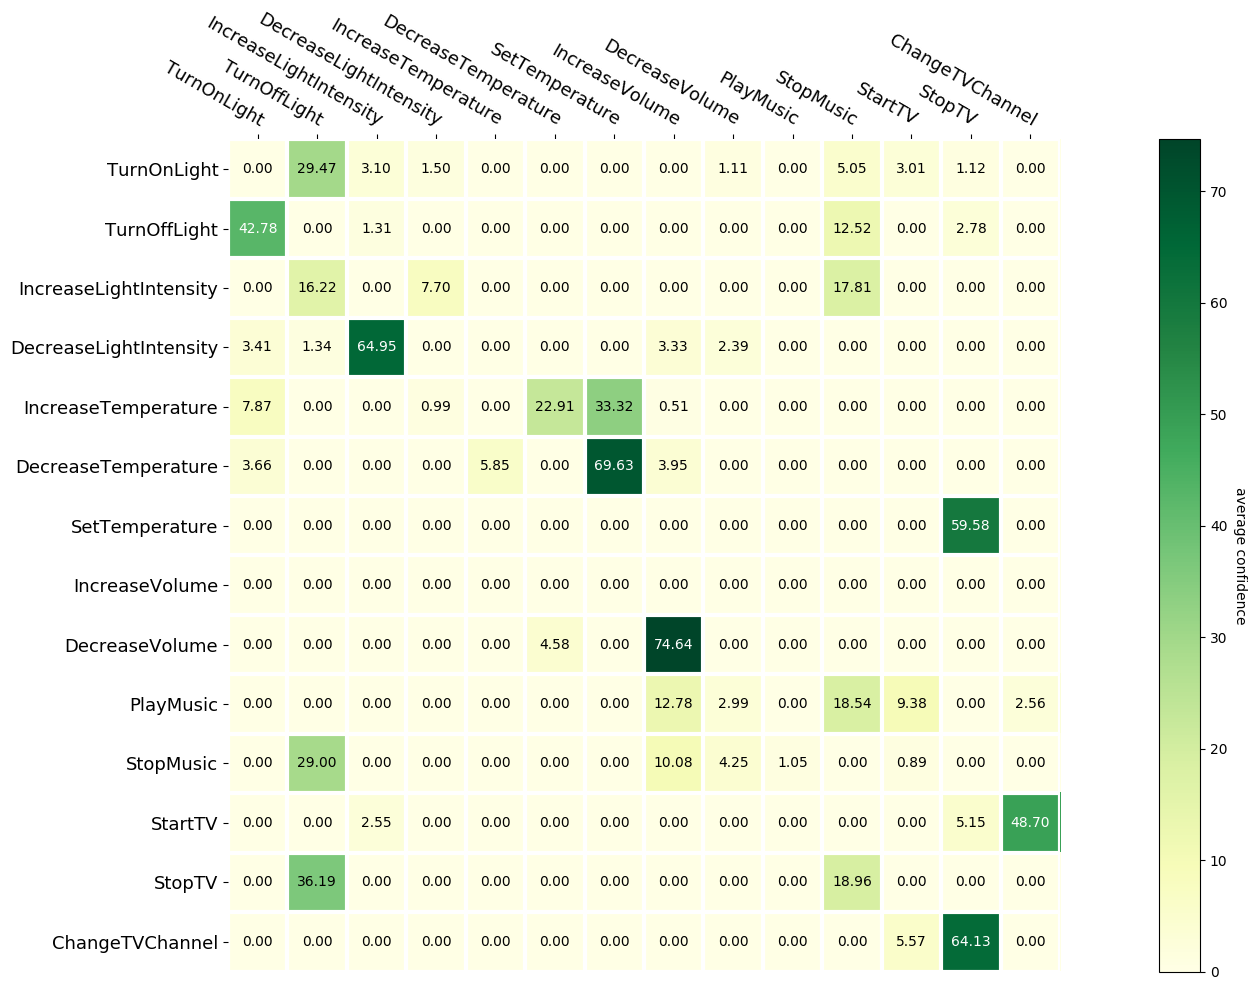 TurnOnLight
TurnOffLight
IncreaseLightIntensity
DecreaseLightIntensity
IncreaseTemperature
DecreaseTemperature
SetTemperature
IncreaseVolume
DecreaseVolume
PlayMusic
StopMusic
StartTV
StopTV
ChangeTVChannel
TurnOnLight 0.00 29.47 3.10 1.50 0.00 0.00 0.00 0.00 1.11 0.00 5.05 3.01 1.12 0.00
TurnOffLight 42.78 0.00 1.31 0.00 0.00 0.00 0.00 0.00 0.00 0.00 12.52 0.00 2.78 0.00
IncreaseLightIntensity 0.00 16.22 0.00 7.70 0.00 0.00 0.00 0.00 0.00 0.00 17.81 0.00 0.00 0.00
DecreaseLightIntensity 3.41 1.34 64.95 0.00 0.00 0.00 0.00 3.33 2.39 0.00 0.00 0.00 0.00 0.00
IncreaseTemperature 7.87 0.00 0.00 0.99 0.00 22.91 33.32 0.51 0.00 0.00 0.00 0.00 0.00 0.00
DecreaseTemperature 3.66 0.00 0.00 0.00 5.85 0.00 69.63 3.95 0.00 0.00 0.00 0.00 0.00 0.00
SetTemperature 0.00 0.00 0.00 0.00 0.00 0.00 0.00 0.00 0.00 0.00 0.00 0.00 59.58 0.00
IncreaseVolume 0.00 0.00 0.00 0.00 0.00 0.00 0.00 0.00 0.00 0.00 0.00 0.00 0.00 0.00
DecreaseVolume 0.00 0.00 0.00 0.00 0.00 4.58 0.00 74.64 0.00 0.00 0.00 0.00 0.00 0.00
PlayMusic 0.00 0.00 0.00 0.00 0.00 0.00 0.00 12.78 2.99 0.00 18.54 9.38 0.00 2.56
StopMusic 0.00 29.00 0.00 0.00 0.00 0.00 0.00 10.08 4.25 1.05 0.00 0.89 0.00 0.00
StartTV 0.00 0.00 2.55 0.00 0.00 0.00 0.00 0.00 0.00 0.00 0.00 0.00 5.15 48.70
StopTV 0.00 36.19 0.00 0.00 0.00 0.00 0.00 0.00 0.00 0.00 18.96 0.00 0.00 0.00
ChangeTVChannel 0.00 0.00 0.00 0.00 0.00 0.00 0.00 0.00 0.00 0.00 0.00 5.57 64.13 0.00
70
60
50
40
30
20
10
0
average confidence